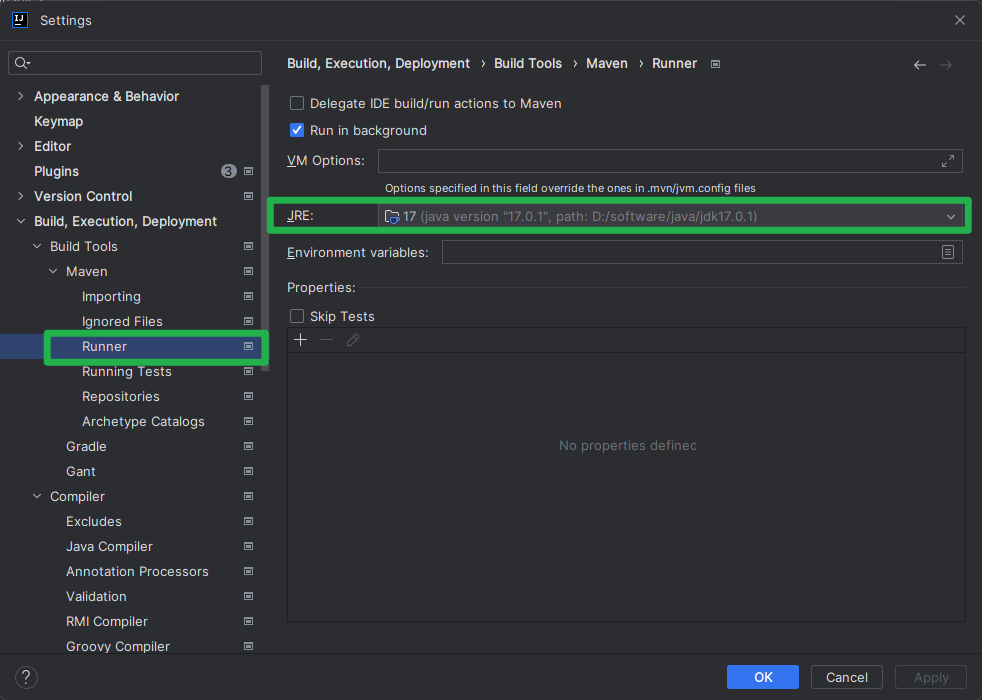 Settings
Appearance & Behavior
Keymap
Editor
Plugins 3
Version Control
Build, Execution, Deployment
Build Tools
Maven
Importing
Ignored Files
Runner
Running Tests
Repositories
Archetype Catalogs
Gradle
Gant
Compiler
Excludes
Java Compiler
Annotation Processors
Validation
RMI Compiler
Groovy Compiler
Build, Execution, Deployment › Build Tools › Maven › Runner
Delegate IDE build/run actions to Maven
Run in background
VM Options:
Options specified in this field override the ones in .mvn/jvm.config files
JRE: 17 (java version "17.0.1", path: D:/software/java/jdk17.0.1)
Environment variables:
Properties:
Skip Tests
No properties defined
? OK Cancel Apply